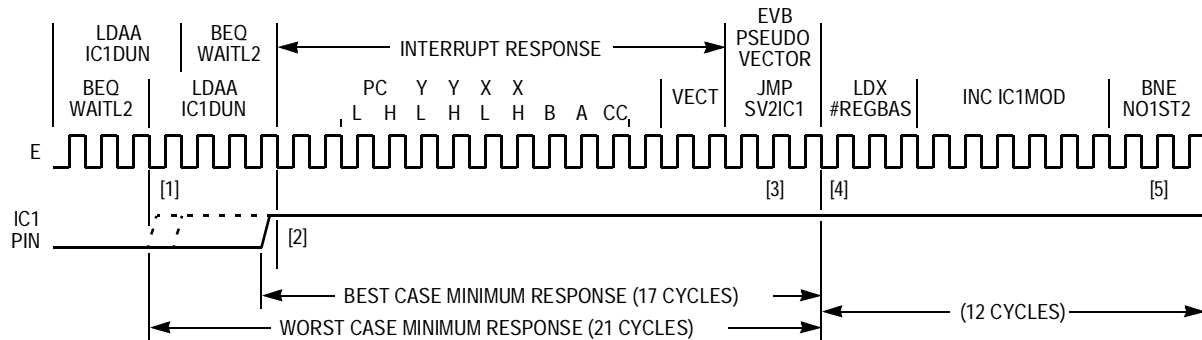 LDAA
IC1DUN
BEQ
WAITL2
INTERRUPT RESPONSE
EVB
PSEUDO
VECTOR
BEQ
WAITL2
LDAA
IC1DUN
PC Y Y X X
L H L H L H B A CC
VECT
JMP
SV2IC1
LDX
#REGBAS
INC IC1MOD
BNE
NO1ST2
E
[1] [3] [4] [5]
IC1
PIN
[2]
BEST CASE MINIMUM RESPONSE (17 CYCLES)
WORST CASE MINIMUM RESPONSE (21 CYCLES)
(12 CYCLES)